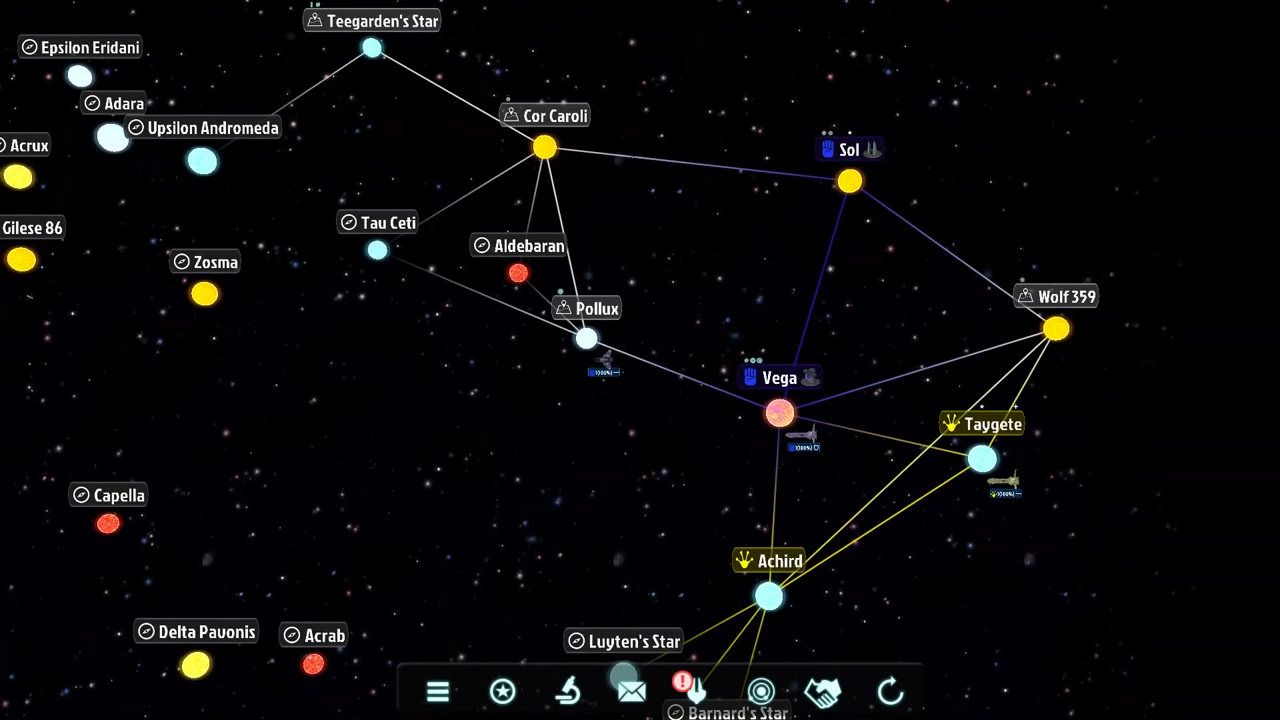 Teegarden's Star
Epsilon Eridani
Adara
Cor Caroli
Upsilon Andromeda
Acrux
Sol
Tau Ceti
Gilese 86
Aldebaran
Zosma
Wolf 359
Pollux
Vega
Taygete
Capella
Achird
Delta Pavonis
Acrab
Luyten's Star
Barnard's Star